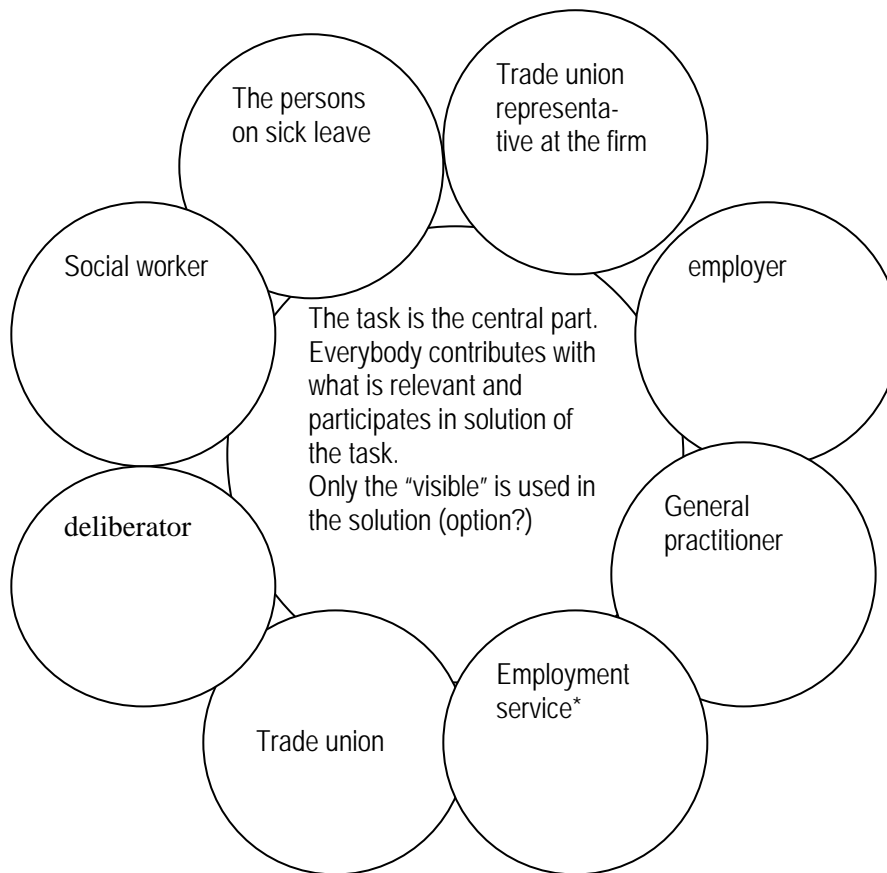 The persons
on sick leave
Trade union
representa-
tive at the firm
Social worker
employer
The task is the central part.
Everybody contributes with
what is relevant and
participates in solution of
the task.
Only the “visible” is used in
the solution (option?)
deliberator
General
practitioner
Trade union
Employment
service*